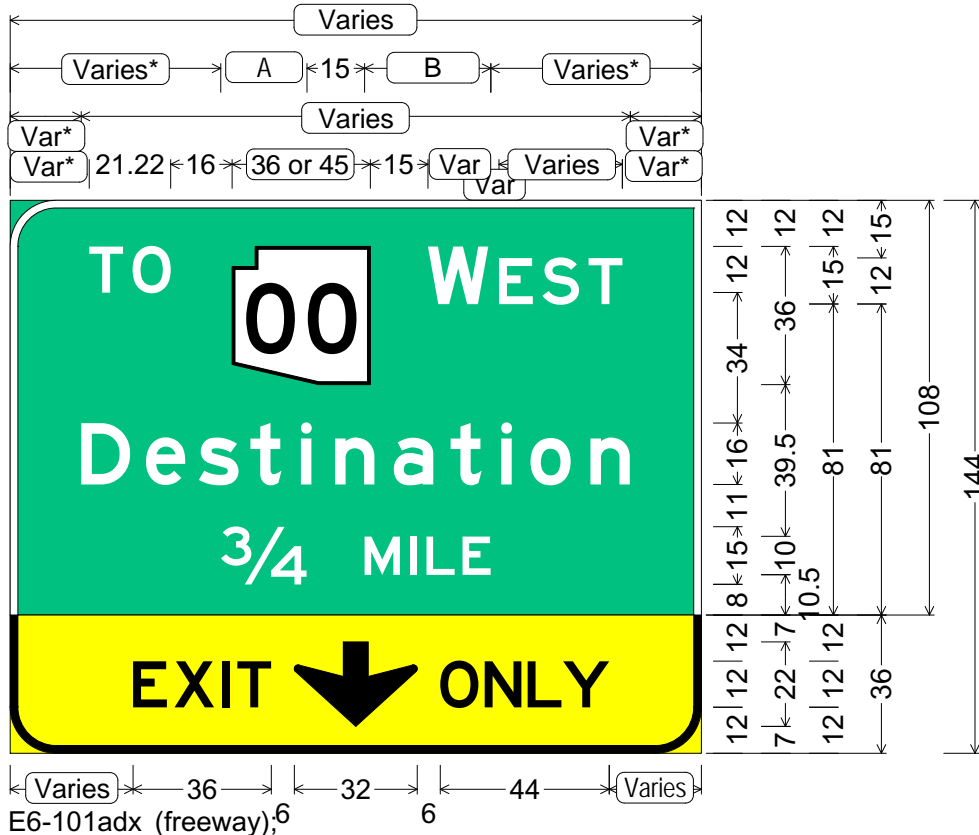 Varies
Varies* A 15 B Varies*
Var* Varies Var*
Var* 21.22 16 36 or 45 15 Var Varies Var*
Var
TO 00 WEST
Destination
3/4 MILE
EXIT ONLY
12 12 34 16 11 15 8 12 12 12
12 36 39.5 10 10.5 7 22 7
12 15 81 12 12 12
15 12 81 36
108
144
Varies 36 6 32 6 44 Varies
E6-101adx (freeway);